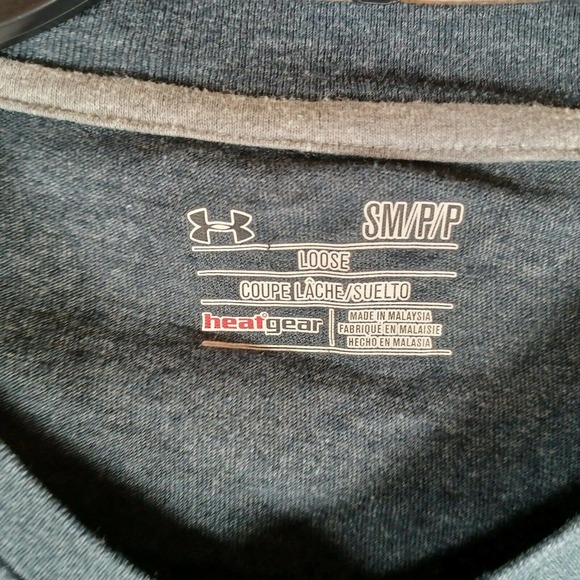 SM/P/P
LOOSE
COUPE LÂCHE/SUELTO
heatgear
MADE IN MALAYSIA
FABRIQUÉ EN MALAISIE
HECHO EN MALASIA